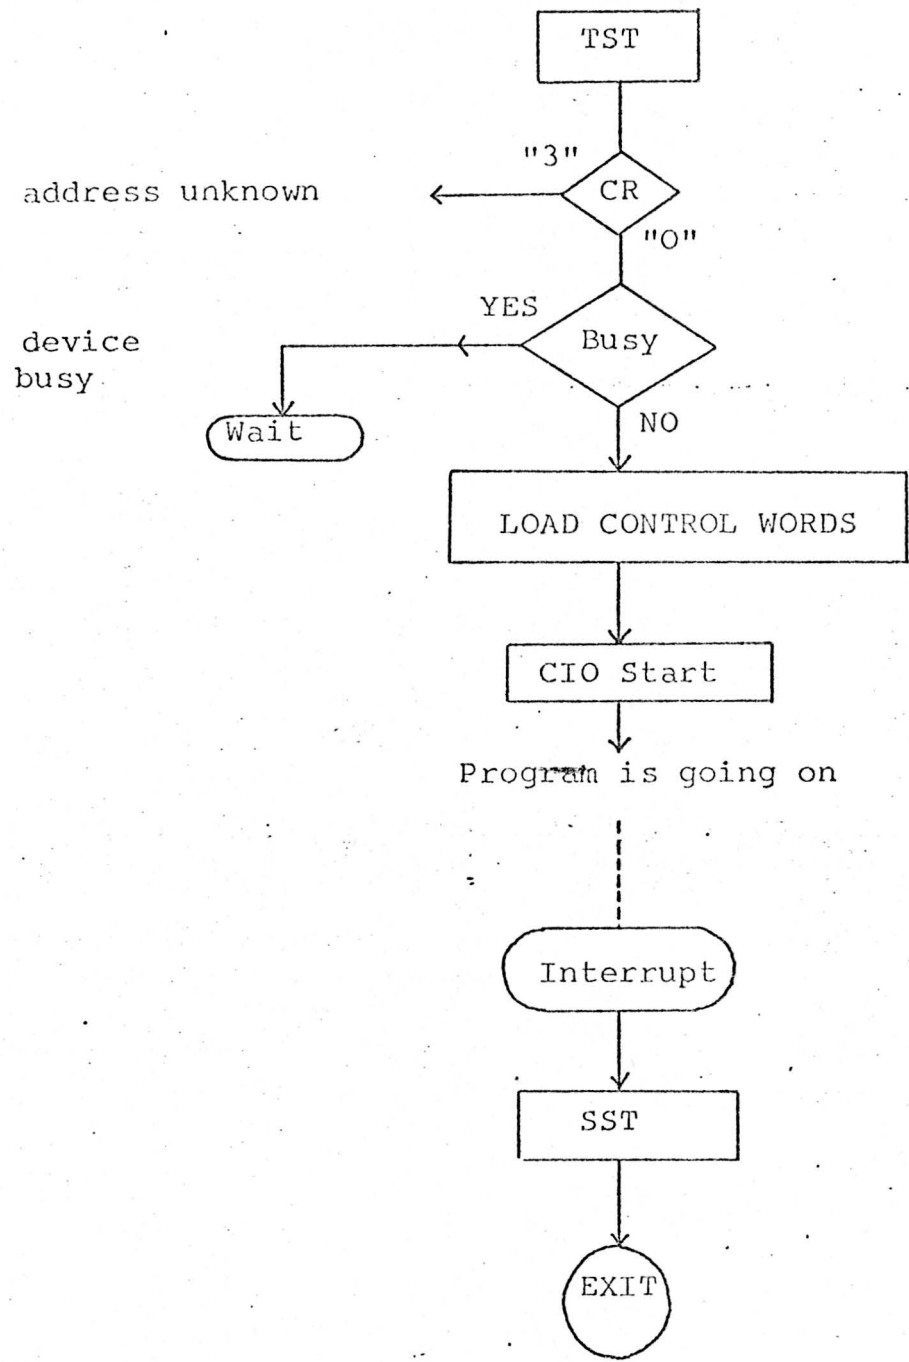 TST
"3"
address unknown
CR
"0"
YES
device
busy
Busy
Wait
NO
LOAD CONTROL WORDS
CIO Start
Program is going on
Interrupt
SST
EXIT